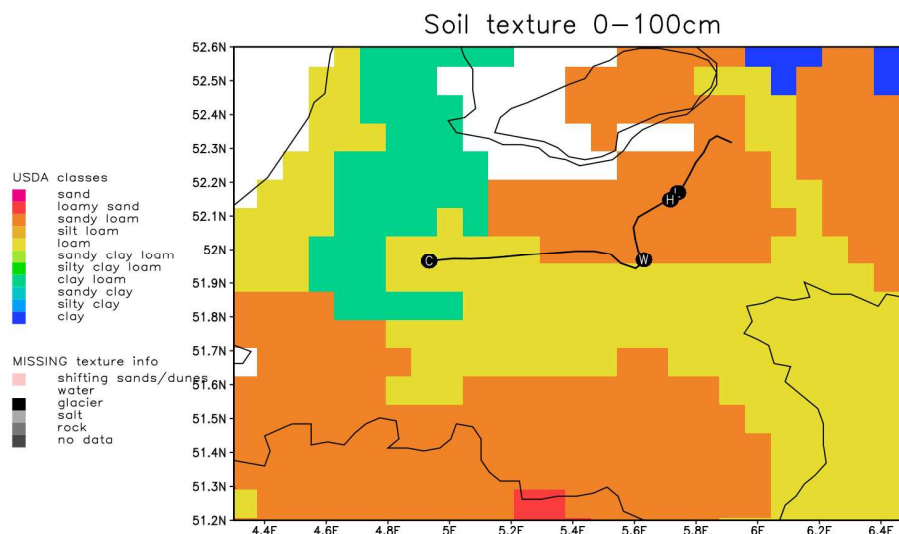 Soil texture 0-100cm
52.6N
52.5N
52.4N
52.3N
52.2N
52.1N
52N
51.9N
51.8N
51.7N
51.6N
51.5N
51.4N
51.3N
51.2N
4.4E
4.6E
4.8E
5E
5.2E
5.4E
5.6E
5.8E
6E
6.2E
6.4E
C
W
H
L
USDA classes
sand
loamy sand
sandy loam
silt loam
loam
sandy clay loam
silty clay loam
clay loam
sandy clay
silty clay
clay
MISSING texture info
shifting sands/dunes
water
glacier
salt
rock
no data